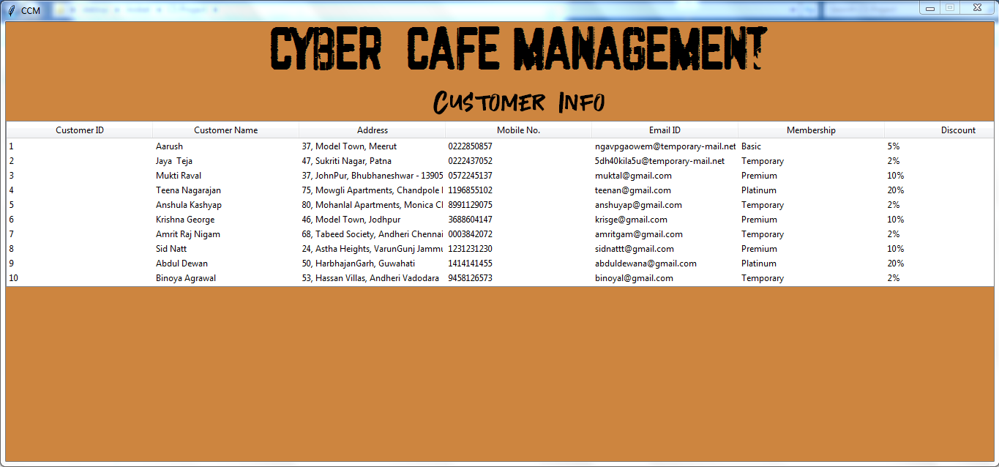 CCM
CYBER CAFE MANAGEMENT
Customer Info
Customer ID Customer Name Address Mobile No. Email ID Membership Discount
1 Aarush 37, Model Town, Meerut 0222850857 ngavpgaowem@temporary-mail.net Basic 5%
2 Jaya Teja 47, Sukriti Nagar, Patna 0222437052 5dh40kila5u@temporary-mail.net Temporary 2%
3 Mukti Raval 37, JohnPur, Bhubhaneshwar - 13905 0572245137 muktal@gmail.com Premium 10%
4 Teena Nagarajan 75, Mowgli Apartments, Chandpole 1196855102 teenan@gmail.com Platinum 20%
5 Anshula Kashyap 80, Mohanlal Apartments, Monica 8991129075 anshuyap@gmail.com Temporary 2%
6 Krishna George 46, Model Town, Jodhpur 3688604147 krisge@gmail.com Premium 10%
7 Amrit Raj Nigam 68, Tabeed Society, Andheri Chennai 0003842072 amritgam@gmail.com Temporary 2%
8 Sid Natt 24, Astha Heights, VarunGunj Jammu 1231231230 sidnattt@gmail.com Premium 10%
9 Abdul Dewan 50, HarbhajanGarh, Guwahati 1414141455 abduldewana@gmail.com Platinum 20%
10 Binoya Agrawal 53, Hassan Villas, Andheri Vadodara 9458126573 binoyal@gmail.com Temporary 2%